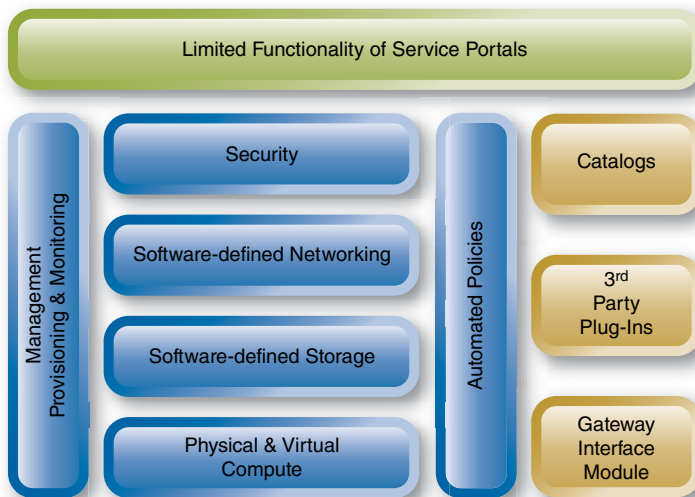 Limited Functionality of Service Portals
Management
Provisioning & Monitoring
Security
Software-defined Networking
Software-defined Storage
Physical & Virtual
Compute
Automated Policies
Catalogs
3rd
Party
Plug-Ins
Gateway
Interface
Module